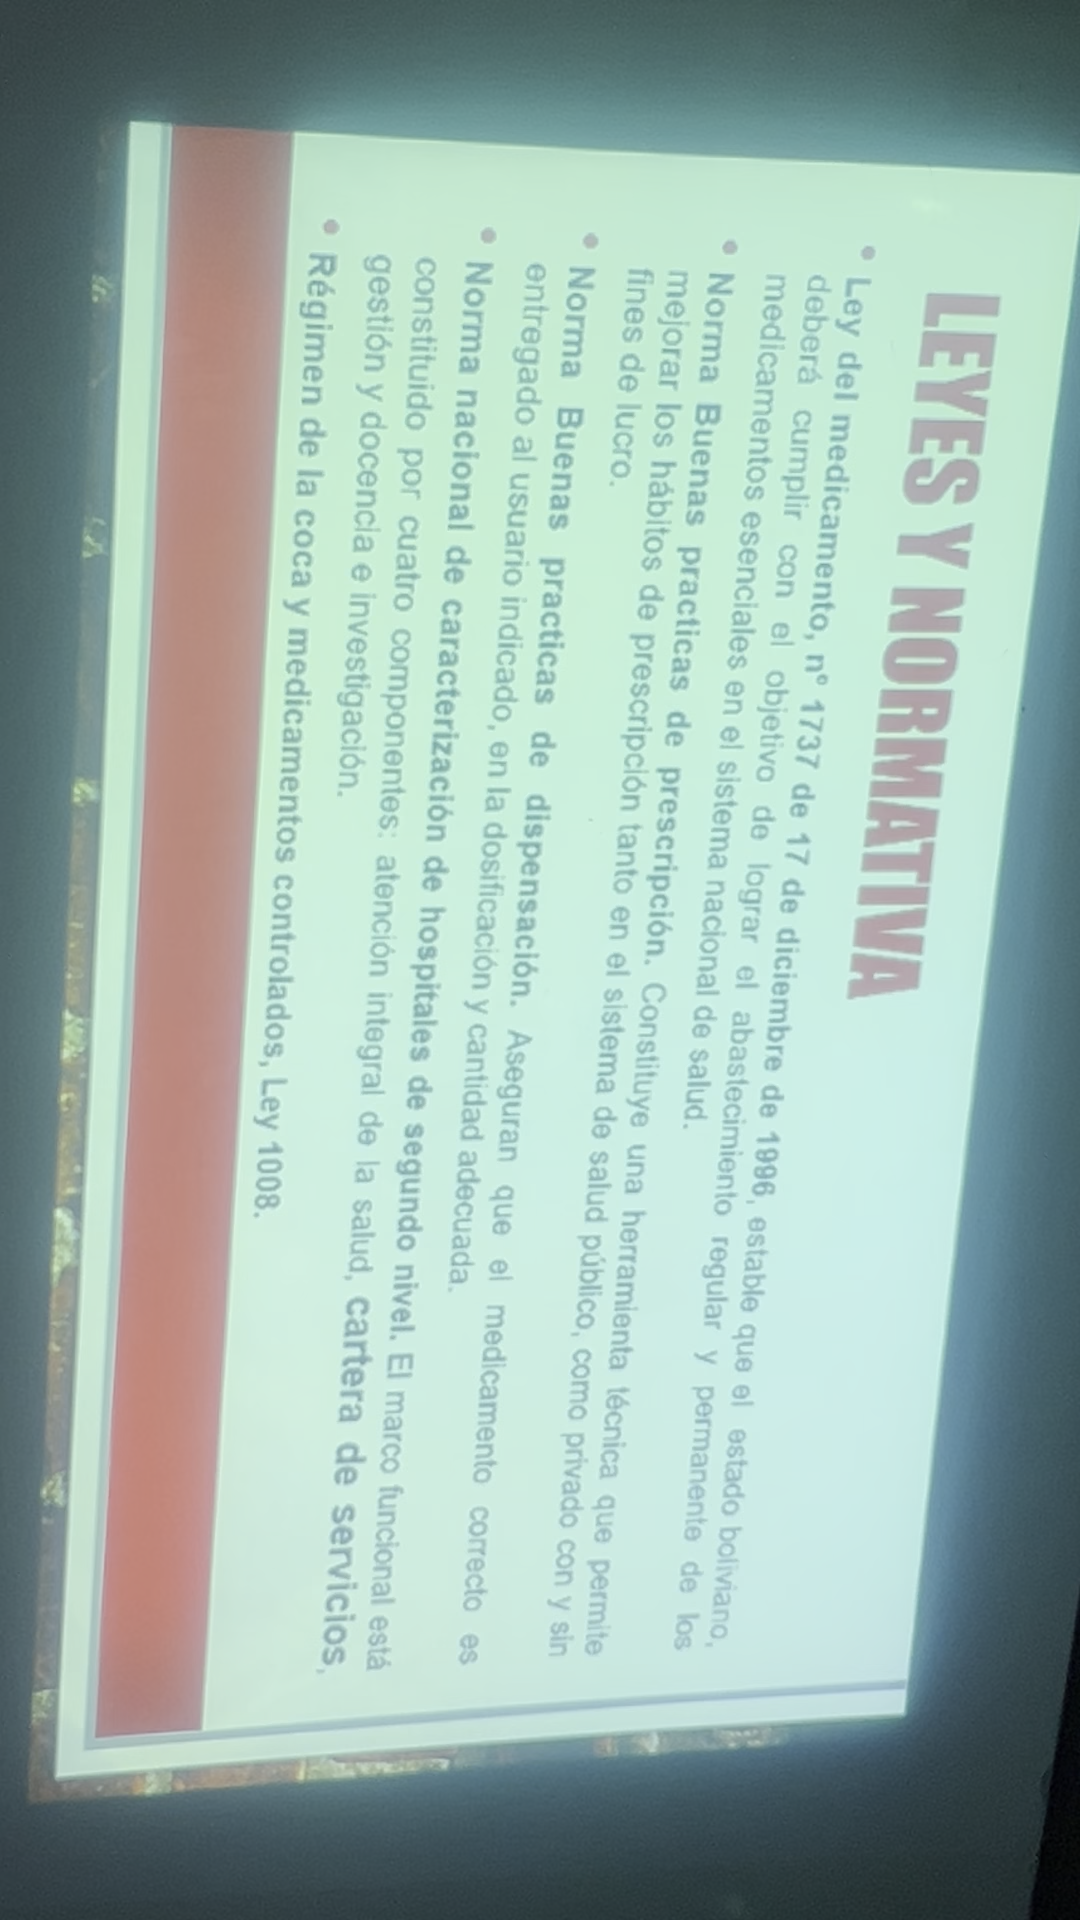 LEYES Y NORMATIVA
• Ley del medicamento, nº 1737 de 17 de diciembre de 1996, estable que el estado boliviano,
deberá cumplir con el objetivo de lograr el abastecimiento regular y permanente de los
medicamentos esenciales en el sistema nacional de salud.
• Norma Buenas practicas de prescripción. Constituye una herramienta técnica que permite
mejorar los hábitos de prescripción tanto en el sistema de salud público, como privado con y sin
fines de lucro.
• Norma Buenas practicas de dispensación. Aseguran que el medicamento correcto es
entregado al usuario indicado, en la dosificación y cantidad adecuada.
• Norma nacional de caracterización de hospitales de segundo nivel. El marco funcional está
constituido por cuatro componentes: atención integral de la salud, cartera de servicios,
gestión y docencia e investigación.
• Régimen de la coca y medicamentos controlados, Ley 1008.